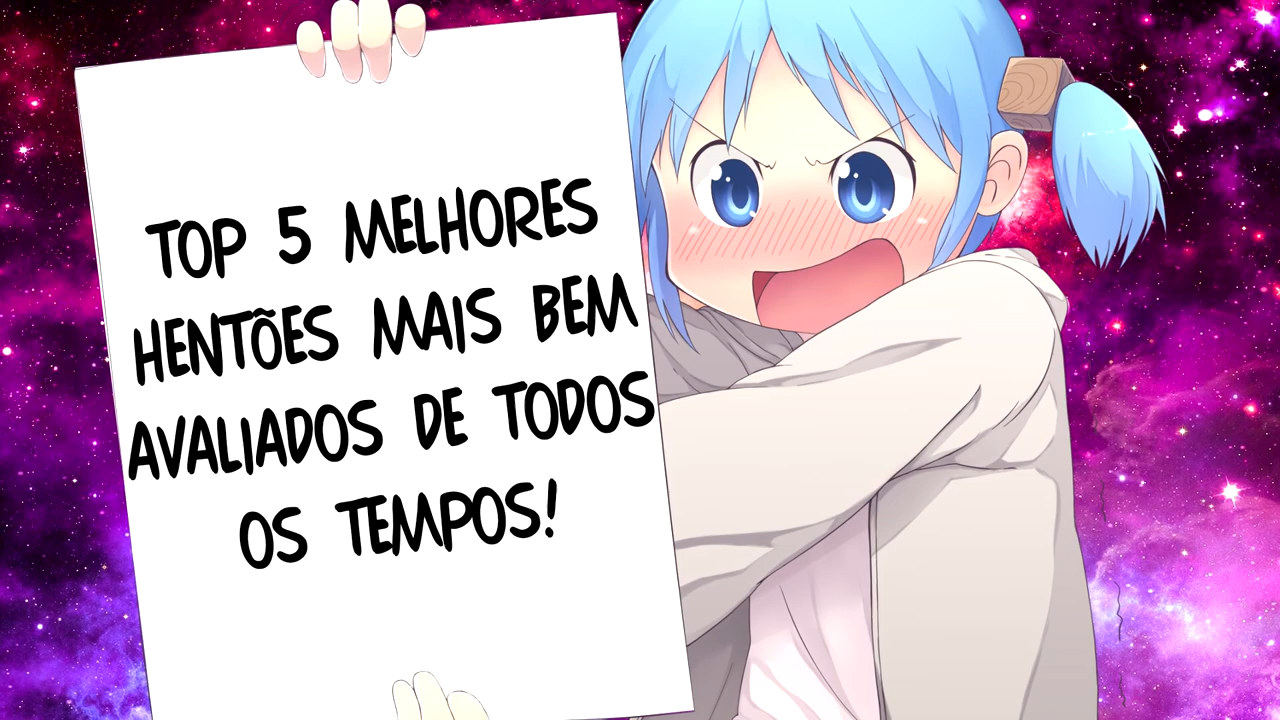 TOP 5 MELHORES
HENTÕES MAIS BEM
AVALIADOS DE TODOS
OS TEMPOS!